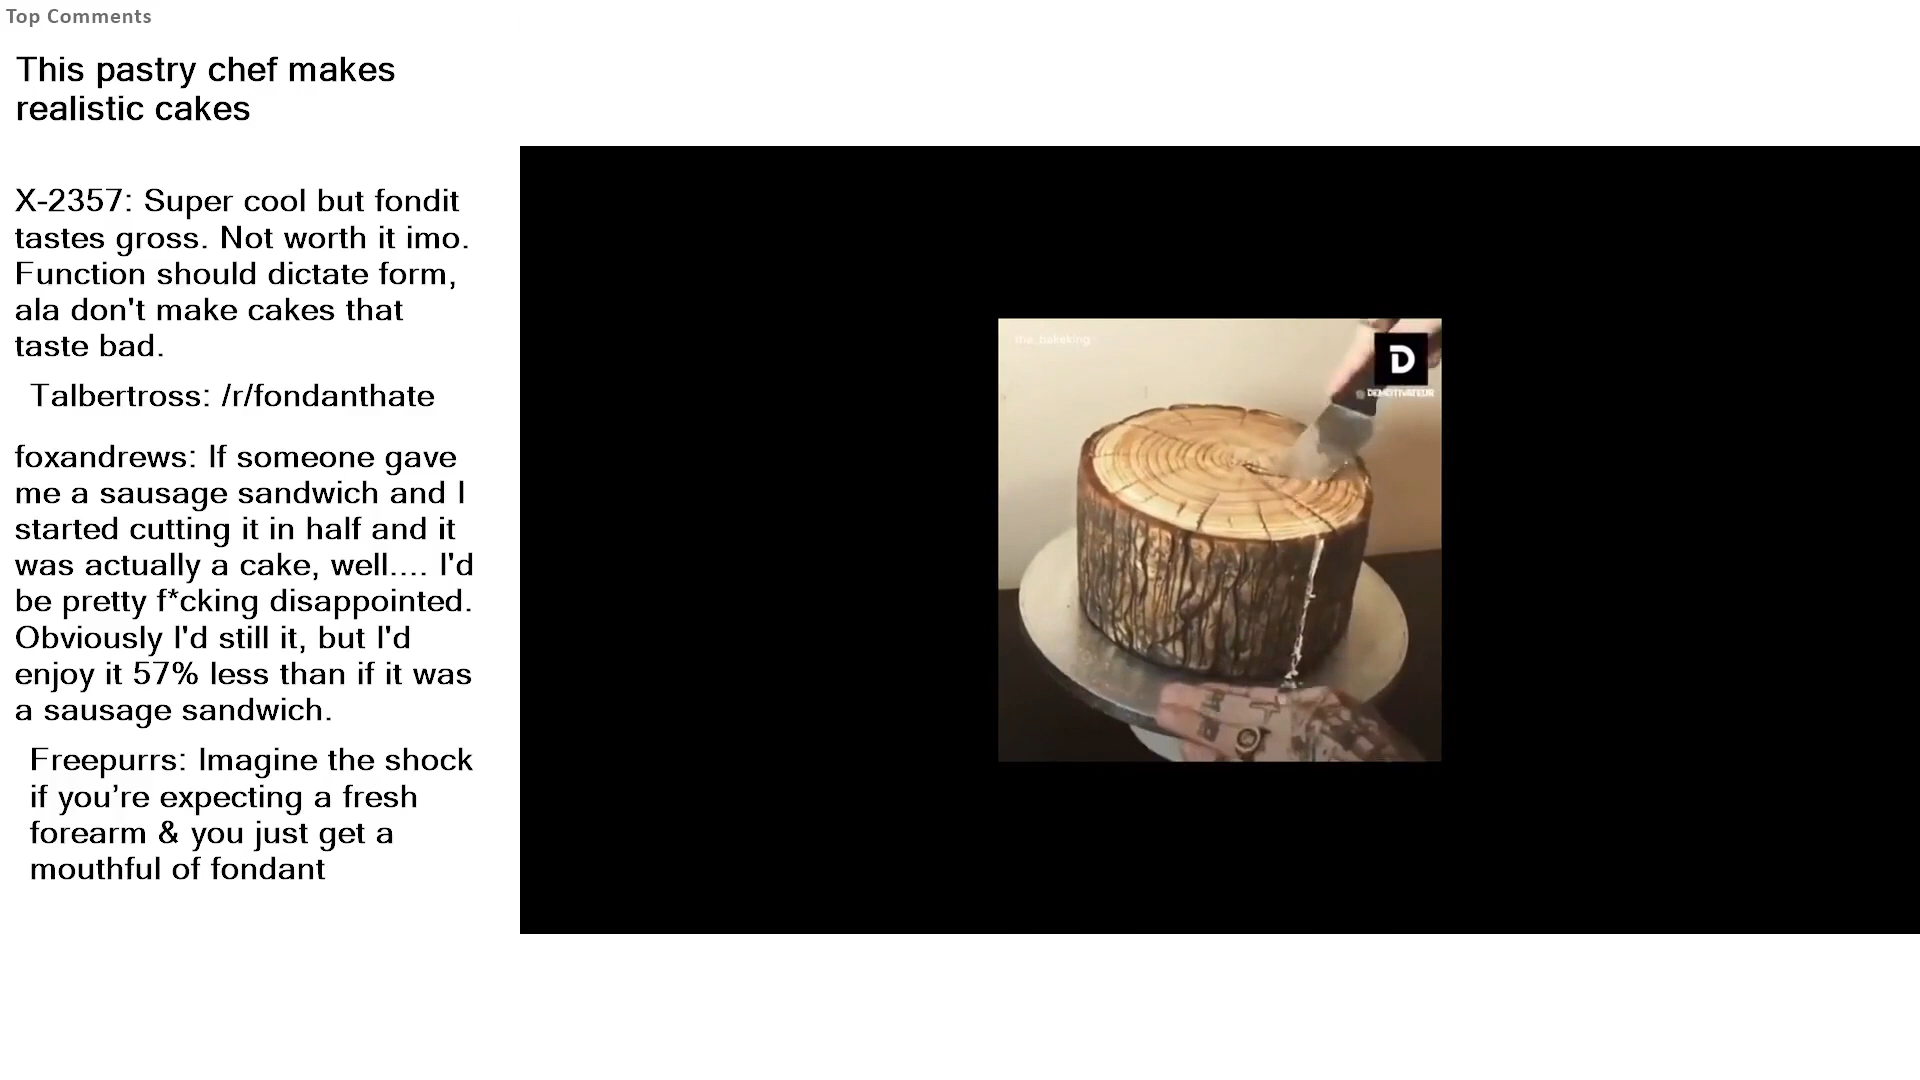 Top Comments
This pastry chef makes
realistic cakes
X-2357: Super cool but fondit
tastes gross. Not worth it imo.
Function should dictate form,
ala don't make cakes that
taste bad.
Talbertross: /r/fondanthate
foxandrews: If someone gave
me a sausage sandwich and I
started cutting it in half and it
was actually a cake, well.... I'd
be pretty f*cking disappointed.
Obviously I'd still it, but I'd
enjoy it 57% less than if it was
a sausage sandwich.
Freepurrs: Imagine the shock
if you’re expecting a fresh
forearm & you just get a
mouthful of fondant
the_bakeking
D
DEMOTIVATEUR